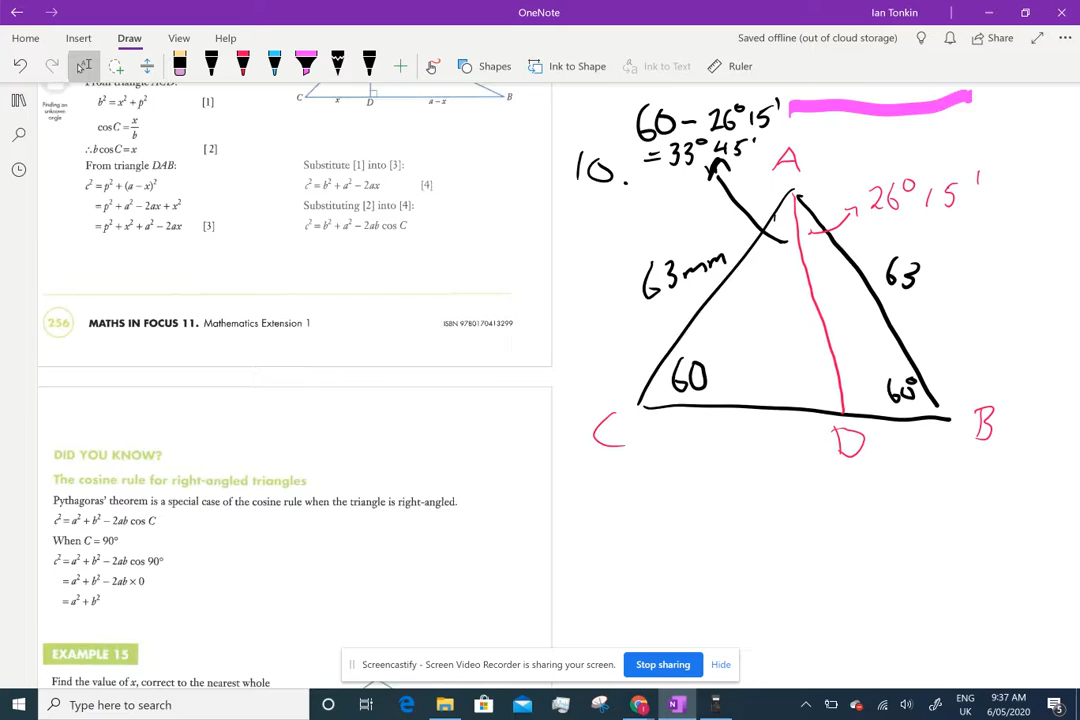 OneNote
Ian Tonkin
Home Insert Draw View Help
Saved offline (out of cloud storage)
Share
Shapes
Ink to Shape
Ink to Text
Ruler
From triangle ACD:
b² = x² + p² [1]
cos C = x/b
∴ b cos C = x [2]
From triangle DAB:
c² = p² + (a – x)²
= p² + a² – 2ax + x²
= p² + x² + a² – 2ax [3]
Finding an
unknown
angle
C x D a – x B
Substitute [1] into [3]:
c² = b² + a² – 2ax [4]
Substituting [2] into [4]:
c² = b² + a² – 2ab cos C
256 MATHS IN FOCUS 11. Mathematics Extension 1
ISBN 9780170413299
DID YOU KNOW?
The cosine rule for right-angled triangles
Pythagoras' theorem is a special case of the cosine rule when the triangle is right-angled.
c² = a² + b² – 2ab cos C
When C = 90°
c² = a² + b² – 2ab cos 90°
= a² + b² – 2ab × 0
= a² + b²
EXAMPLE 15
Find the value of x, correct to the nearest whole
60 – 26°15'
= 33°45'
10.
A
26°15'
63mm
63
60
60°
C
D
B
Screencastify - Screen Video Recorder is sharing your screen.
Stop sharing
Hide
Type here to search
ENG
UK
9:37 AM
6/05/2020
5